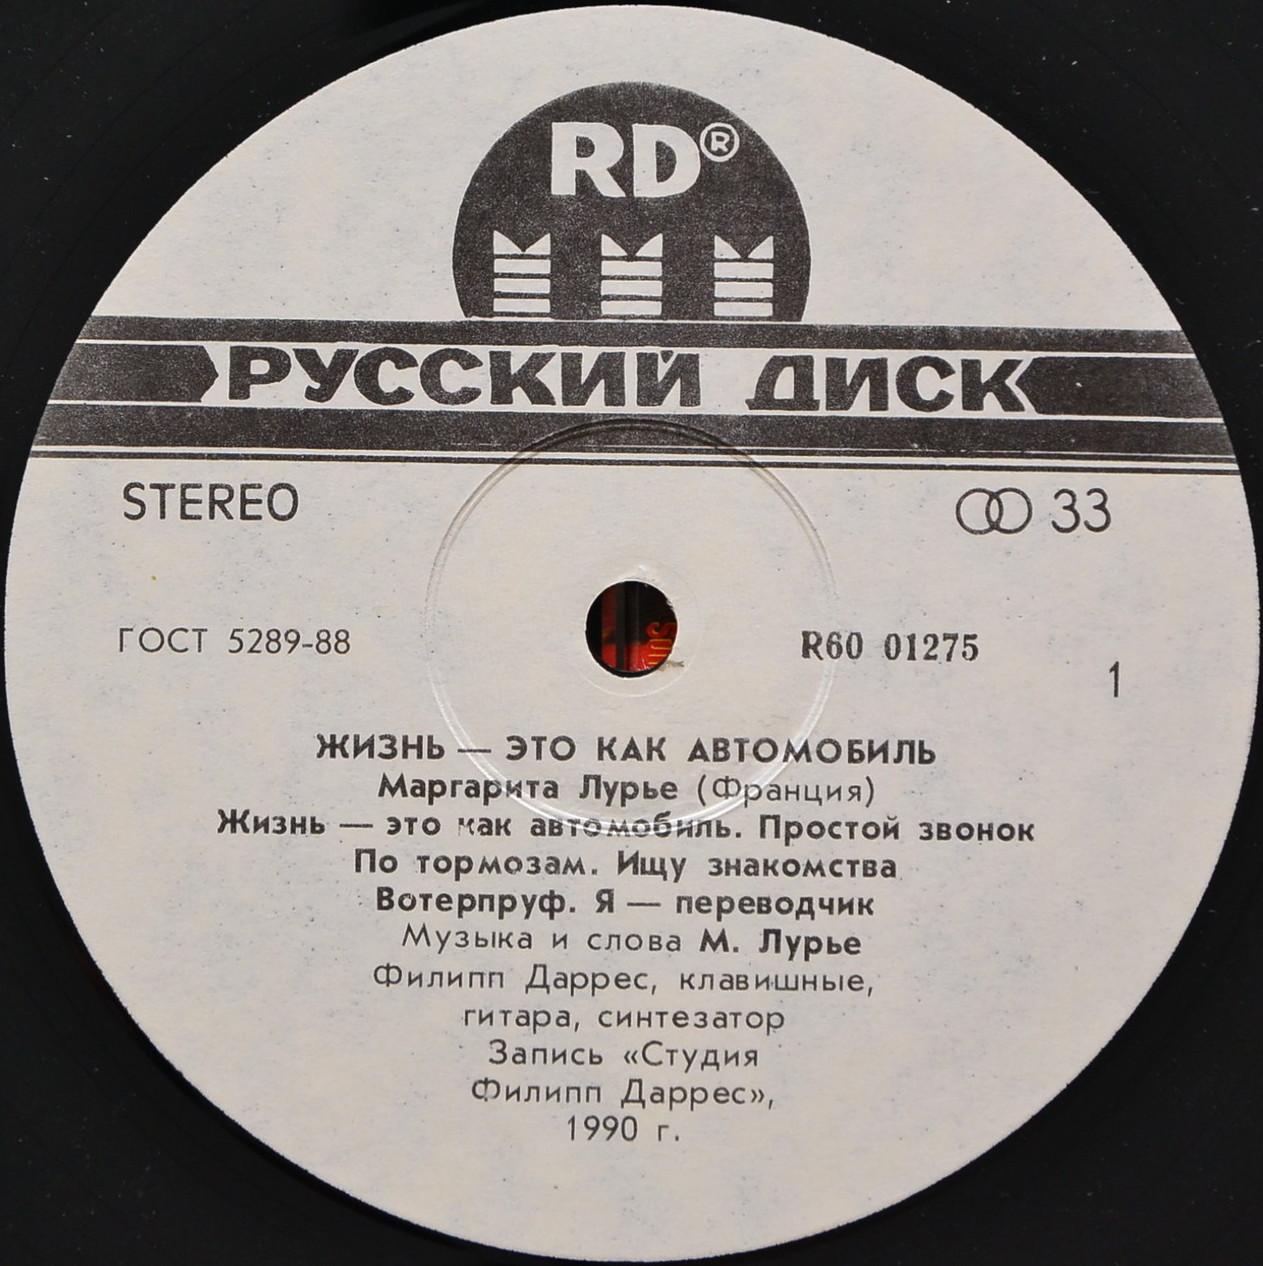 RD®
РУССКИЙ ДИСК
STEREO
33
ГОСТ 5289-88
R60 01275
1
ЖИЗНЬ — ЭТО КАК АВТОМОБИЛЬ
Маргарита Лурье (Франция)
Жизнь — это как автомобиль. Простой звонок
По тормозам. Ищу знакомства
Вотерпруф. Я — переводчик
Музыка и слова М. Лурье
Филипп Даррес, клавишные,
гитара, синтезатор
Запись «Студия
Филипп Даррес»,
1990 г.